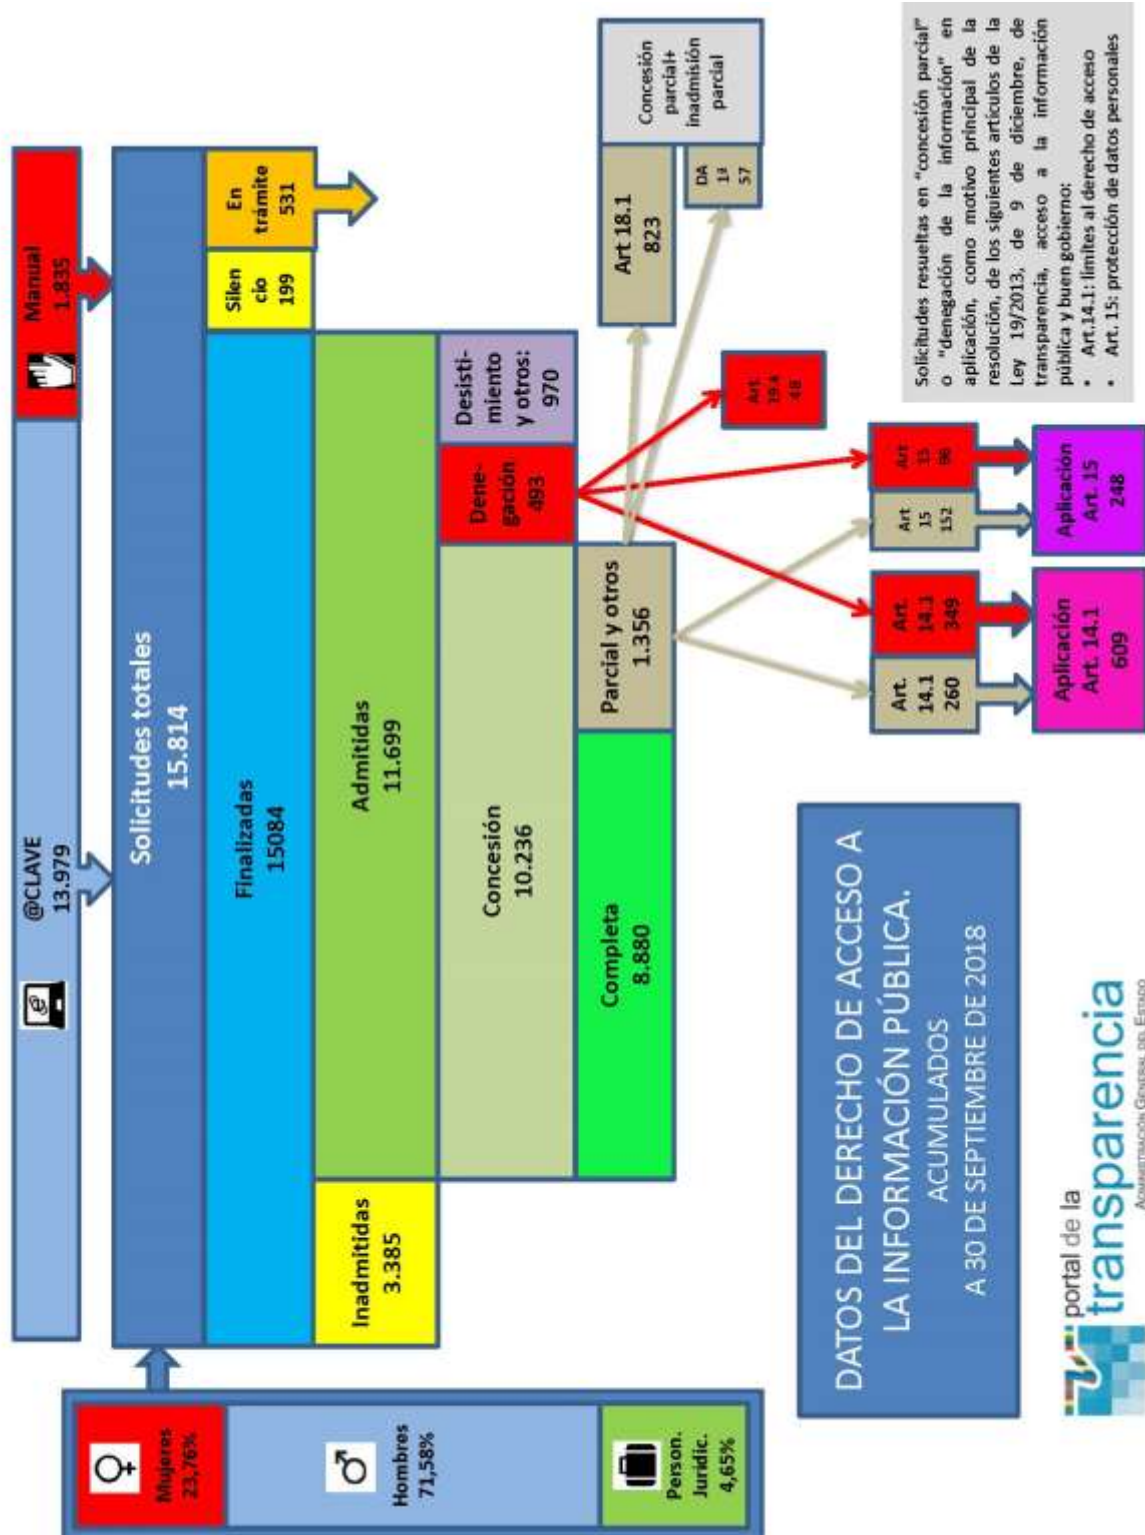 @CLAVE
13.979
Manual
1.835
Solicitudes totales
15.814
Mujeres
23,76%
Hombres
71,58%
Person.
Jurídic.
4,65%
Finalizadas
15084
Silen
cio
199
En
trámite
531
Inadmitidas
3.385
Admitidas
11.699
Concesión
10.236
Dene-
gación
493
Desisti-
miento
y otros:
970
Completa
8.880
Parcial y otros
1.356
Art 18.1
823
DA
1ª
57
Concesión
parcial+
inadmisión
parcial
Art.
19.4
48
Art.
14.1
260
Art.
14.1
349
Art
15
152
Art
15
96
Aplicación
Art. 14.1
609
Aplicación
Art. 15
248
DATOS DEL DERECHO DE ACCESO A
LA INFORMACIÓN PÚBLICA.
ACUMULADOS
A 30 DE SEPTIEMBRE DE 2018
Solicitudes resueltas en "concesión parcial"
o "denegación de la información" en
aplicación, como motivo principal de la
resolución, de los siguientes artículos de la
Ley 19/2013, de 9 de diciembre, de
transparencia, acceso a la información
pública y buen gobierno:
• Art.14.1: límites al derecho de acceso
• Art. 15: protección de datos personales
portal de la
transparencia
ADMINISTRACIÓN GENERAL DEL ESTADO